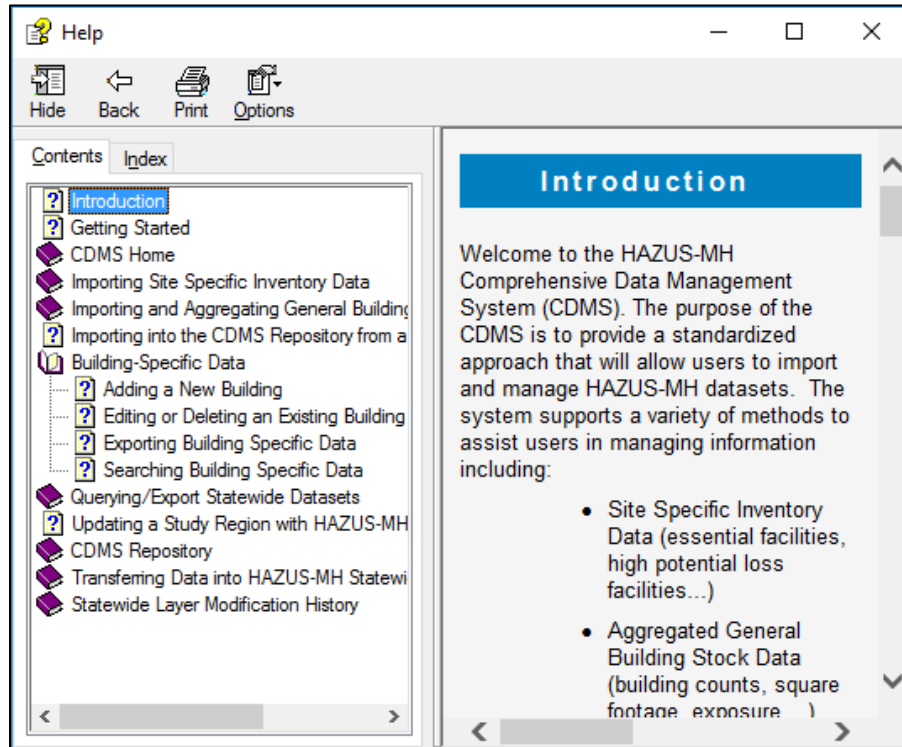 Help
Hide Back Print Options
Contents Index
Introduction
Getting Started
CDMS Home
Importing Site Specific Inventory Data
Importing and Aggregating General Building
Importing into the CDMS Repository from a
Building-Specific Data
Adding a New Building
Editing or Deleting an Existing Building
Exporting Building Specific Data
Searching Building Specific Data
Querying/Export Statewide Datasets
Updating a Study Region with HAZUS-MH
CDMS Repository
Transferring Data into HAZUS-MH Statewi
Statewide Layer Modification History
Introduction
Welcome to the HAZUS-MH
Comprehensive Data Management
System (CDMS). The purpose of the
CDMS is to provide a standardized
approach that will allow users to import
and manage HAZUS-MH datasets. The
system supports a variety of methods to
assist users in managing information
including:
• Site Specific Inventory
Data (essential facilities,
high potential loss
facilities...)
• Aggregated General
Building Stock Data
(building counts, square
footage, exposure ...)